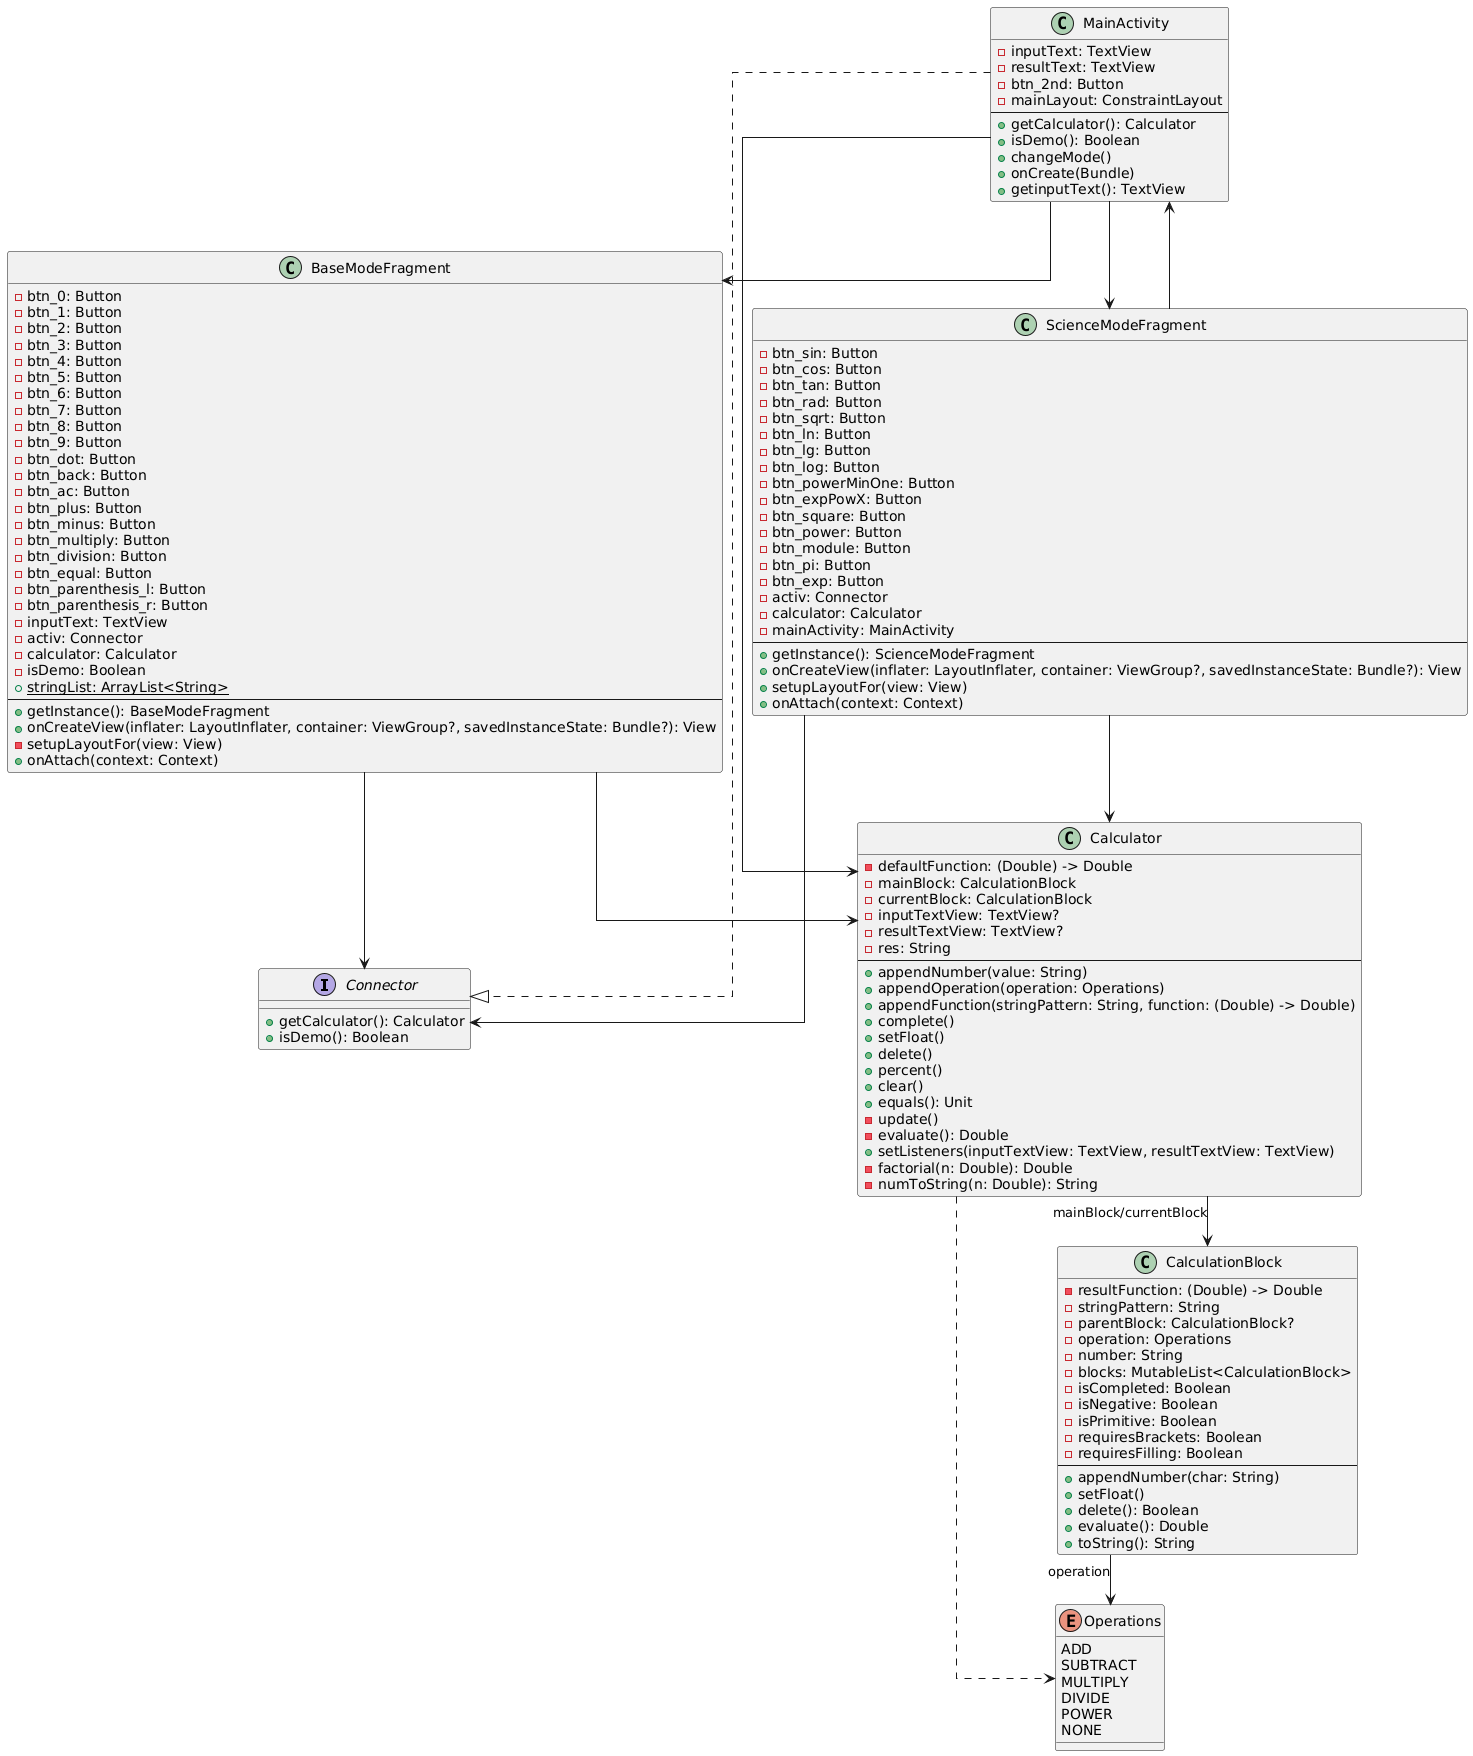 C MainActivity
inputText: TextView
resultText: TextView
btn_2nd: Button
mainLayout: ConstraintLayout
getCalculator(): Calculator
isDemo(): Boolean
changeMode()
onCreate(Bundle)
getinputText(): TextView
C BaseModeFragment
btn_0: Button
btn_1: Button
btn_2: Button
btn_3: Button
btn_4: Button
btn_5: Button
btn_6: Button
btn_7: Button
btn_8: Button
btn_9: Button
btn_dot: Button
btn_back: Button
btn_ac: Button
btn_plus: Button
btn_minus: Button
btn_multiply: Button
btn_division: Button
btn_equal: Button
btn_parenthesis_l: Button
btn_parenthesis_r: Button
inputText: TextView
activ: Connector
calculator: Calculator
isDemo: Boolean
stringList: ArrayList<String>
getInstance(): BaseModeFragment
onCreateView(inflater: LayoutInflater, container: ViewGroup?, savedInstanceState: Bundle?): View
setupLayoutFor(view: View)
onAttach(context: Context)
C ScienceModeFragment
btn_sin: Button
btn_cos: Button
btn_tan: Button
btn_rad: Button
btn_sqrt: Button
btn_ln: Button
btn_lg: Button
btn_log: Button
btn_powerMinOne: Button
btn_expPowX: Button
btn_square: Button
btn_power: Button
btn_module: Button
btn_pi: Button
btn_exp: Button
activ: Connector
calculator: Calculator
mainActivity: MainActivity
getInstance(): ScienceModeFragment
onCreateView(inflater: LayoutInflater, container: ViewGroup?, savedInstanceState: Bundle?): View
setupLayoutFor(view: View)
onAttach(context: Context)
I Connector
getCalculator(): Calculator
isDemo(): Boolean
C Calculator
defaultFunction: (Double) -> Double
mainBlock: CalculationBlock
currentBlock: CalculationBlock
inputTextView: TextView?
resultTextView: TextView?
res: String
appendNumber(value: String)
appendOperation(operation: Operations)
appendFunction(stringPattern: String, function: (Double) -> Double)
complete()
setFloat()
delete()
percent()
clear()
equals(): Unit
update()
evaluate(): Double
setListeners(inputTextView: TextView, resultTextView: TextView)
factorial(n: Double): Double
numToString(n: Double): String
mainBlock/currentBlock
C CalculationBlock
resultFunction: (Double) -> Double
stringPattern: String
parentBlock: CalculationBlock?
operation: Operations
number: String
blocks: MutableList<CalculationBlock>
isCompleted: Boolean
isNegative: Boolean
isPrimitive: Boolean
requiresBrackets: Boolean
requiresFilling: Boolean
appendNumber(char: String)
setFloat()
delete(): Boolean
evaluate(): Double
toString(): String
operation
E Operations
ADD
SUBTRACT
MULTIPLY
DIVIDE
POWER
NONE